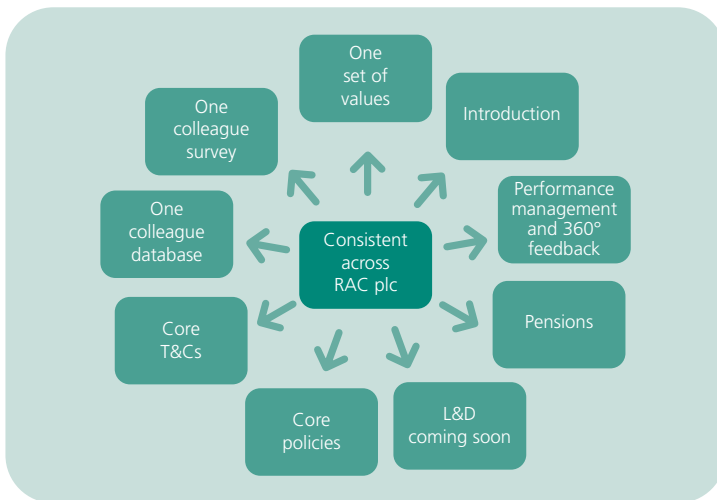 One
set of
values
Introduction
One
colleague
survey
Performance
management
and 360°
feedback
One
colleague
database
Consistent
across
RAC plc
Pensions
Core
T&Cs
L&D
coming soon
Core
policies